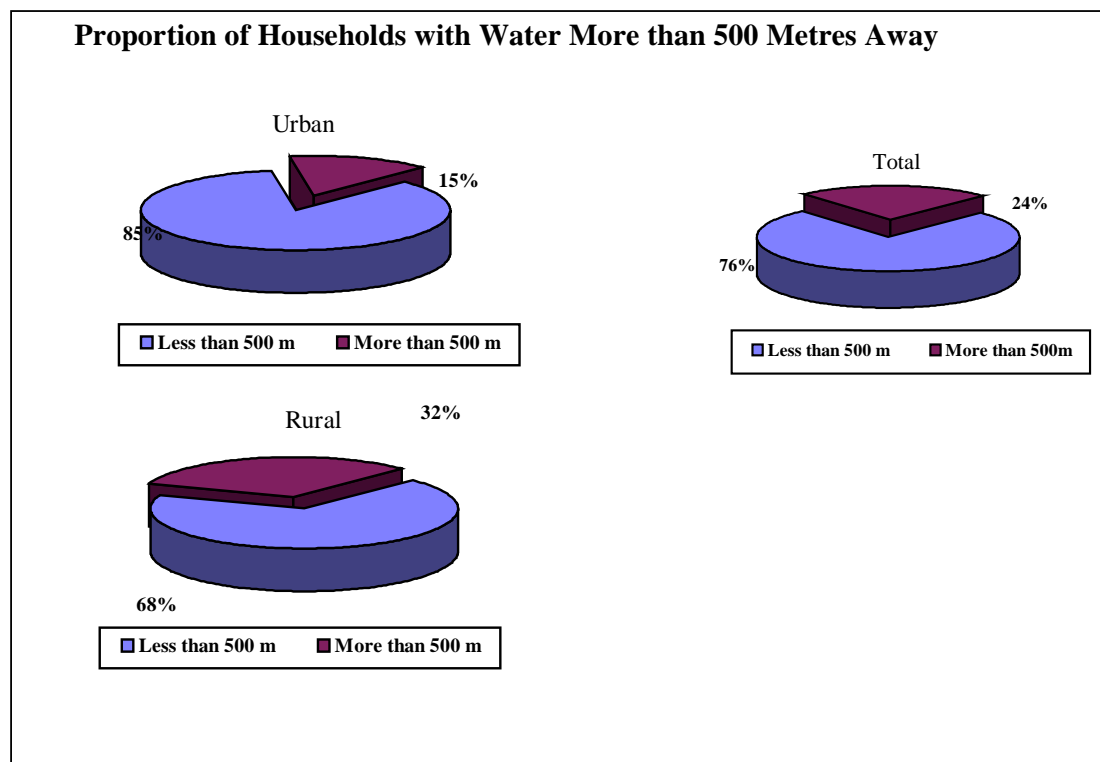 Proportion of Households with Water More than 500 Metres Away
Urban
15%
85%
Less than 500 m More than 500 m
Total
24%
76%
Less than 500 m More than 500m
Rural
32%
68%
Less than 500 m More than 500 m